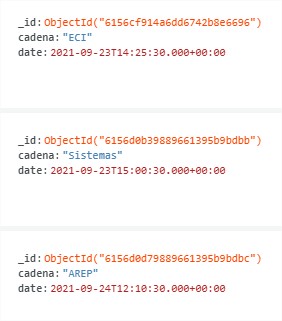 _id: ObjectId("6156cf914a6dd6742b8e6696")
cadena: "ECI"
date: 2021-09-23T14:25:30.000+00:00
_id: ObjectId("6156d0b39889661395b9bdbb")
cadena: "Sistemas"
date: 2021-09-23T15:00:30.000+00:00
_id: ObjectId("6156d0d79889661395b9bdbc")
cadena: "AREP"
date: 2021-09-24T12:10:30.000+00:00